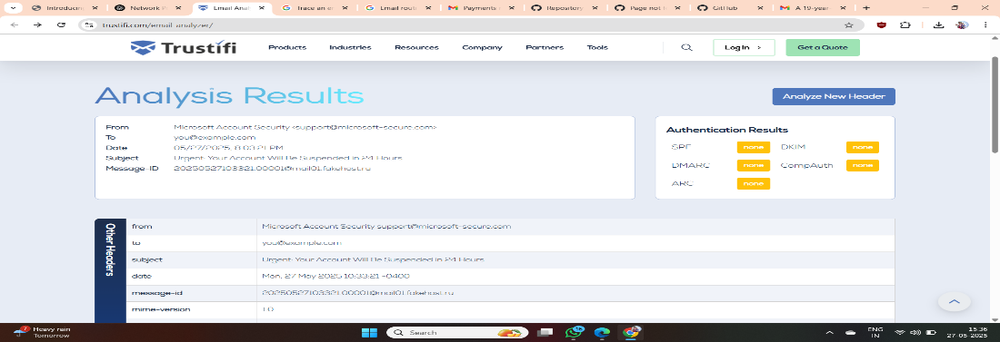 Introducin
Network F
Email Anal
Trace an e
Email rout
Payments
Repository
Page not f
GitHub
A 19-year
trustifi.com/email-analyzer/
Trustifi
Products Industries Resources Company Partners Tools
Log In >
Get a Quote
Analysis Results
Analyze New Header
From Microsoft Account Security <support@microsoft-secure.com>
To you@example.com
Date 05/27/2025, 8:03:21 PM
Subject Urgent: Your Account Will Be Suspended in 24 Hours
Message-ID 20250527103321.00001@mail01.fakehost.ru
Authentication Results
SPF none DKIM none
DMARC none CompAuth none
ARC none
Other Headers
from Microsoft Account Security support@microsoft-secure.com
to you@example.com
subject Urgent: Your Account Will Be Suspended in 24 Hours
date Mon, 27 May 2025 10:33:21 -0400
message-id 20250527103321.00001@mail01.fakehost.ru
mime-version 1.0
7
Heavy rain
Tomorrow
Search
ENG
IN
15:36
27-05-2025